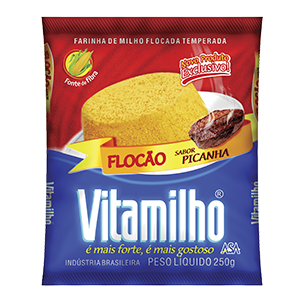 FARINHA DE MILHO FLOCADA TEMPERADA
Fonte de fibra
Novo Produto
Exclusivo!
FLOCÃO
SABOR
PICANHA
Vitamilho®
é mais forte, é mais gostoso
ASA
INDÚSTRIA BRASILEIRA PESO LÍQUIDO 250g